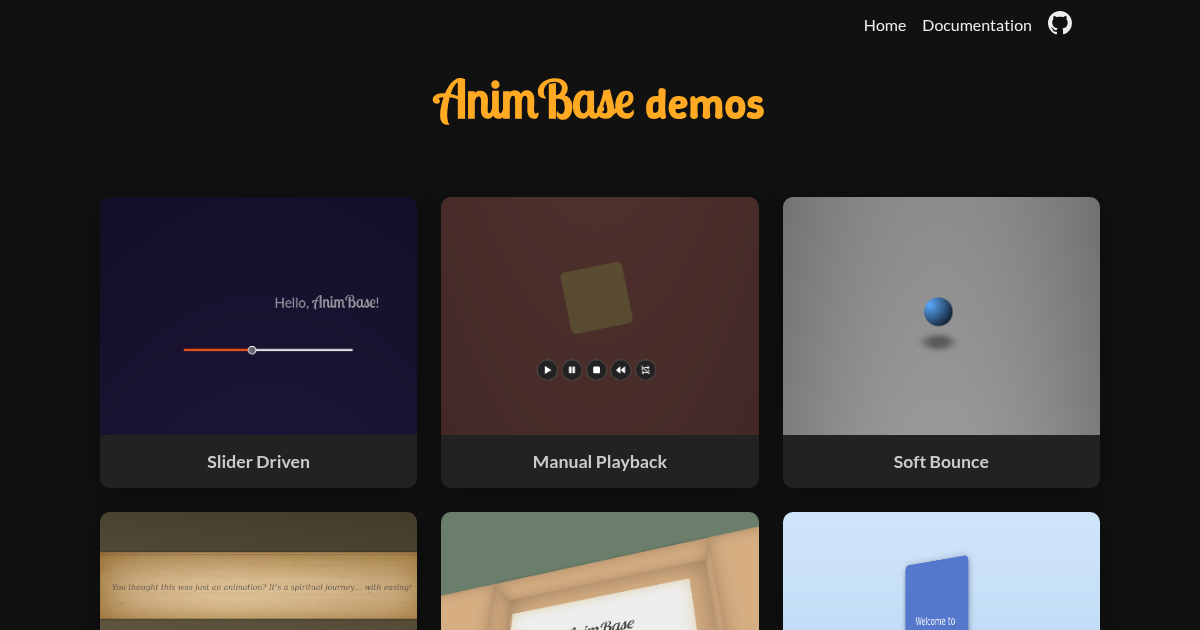 Home Documentation
AnimBase demos
Hello, AnimBase!
Slider Driven
Manual Playback
Soft Bounce
You thought this was just an animation? It's a spiritual journey... with easing!
AnimBase
Welcome to